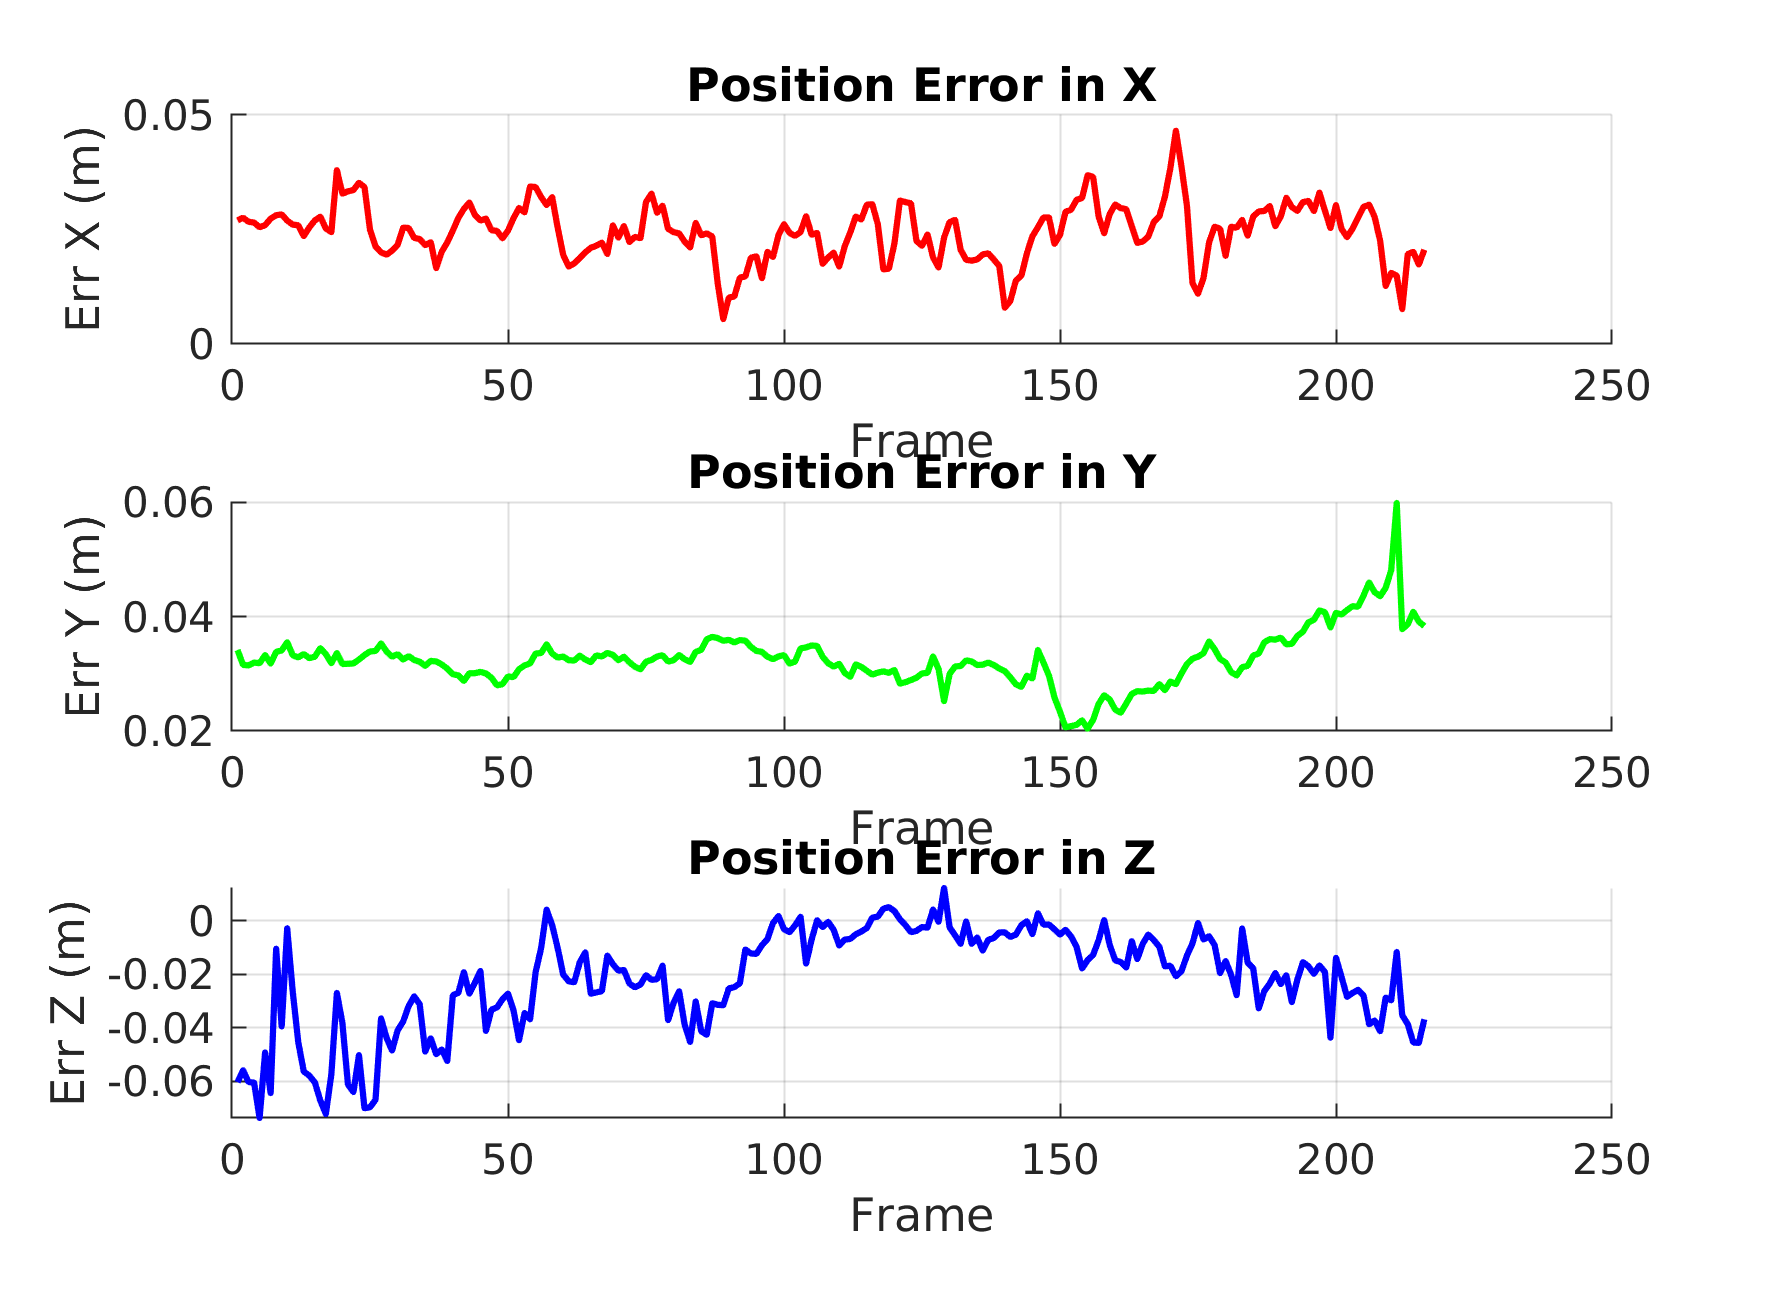 Position Error in X
Err X (m)
0.05
0
0 50 100 150 200 250
Frame
Position Error in Y
Err Y (m)
0.06
0.04
0.02
0 50 100 150 200 250
Frame
Position Error in Z
Err Z (m)
0
-0.02
-0.04
-0.06
0 50 100 150 200 250
Frame